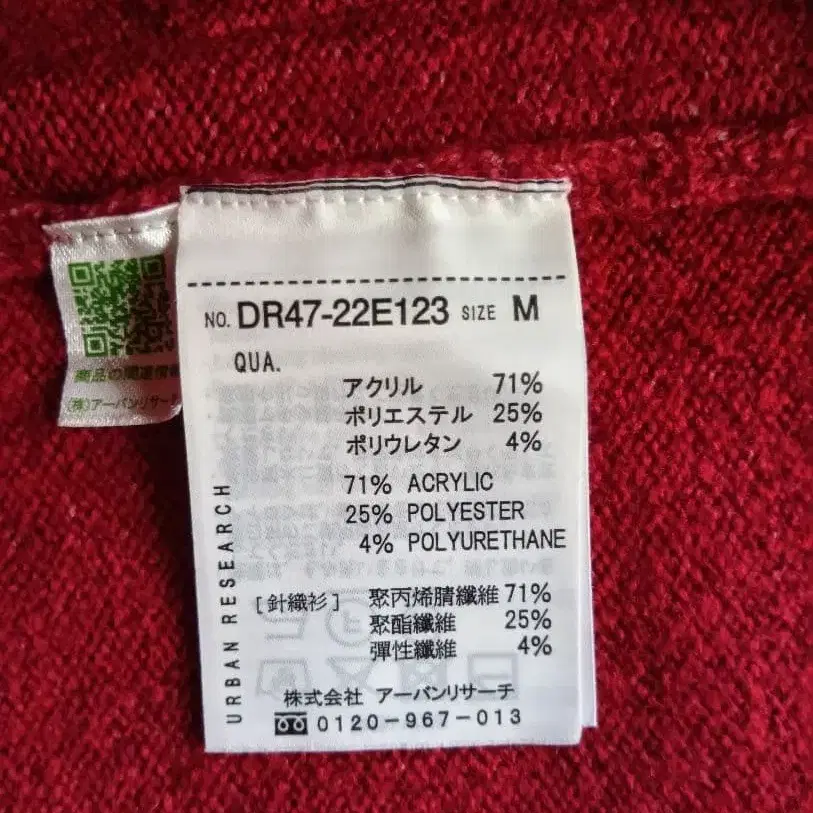 NO. DR47-22E123 SIZE M
QUA.
アクリル 71%
ポリエステル 25%
ポリウレタン 4%
71% ACRYLIC
25% POLYESTER
4% POLYURETHANE
[針織衫] 聚丙烯腈纖維 71%
聚酯纖維 25%
彈性纖維 4%
株式会社 アーバンリサーチ
0120-967-013
URBAN RESEARCH
商品の関連情報
(株)アーバンリサーチ